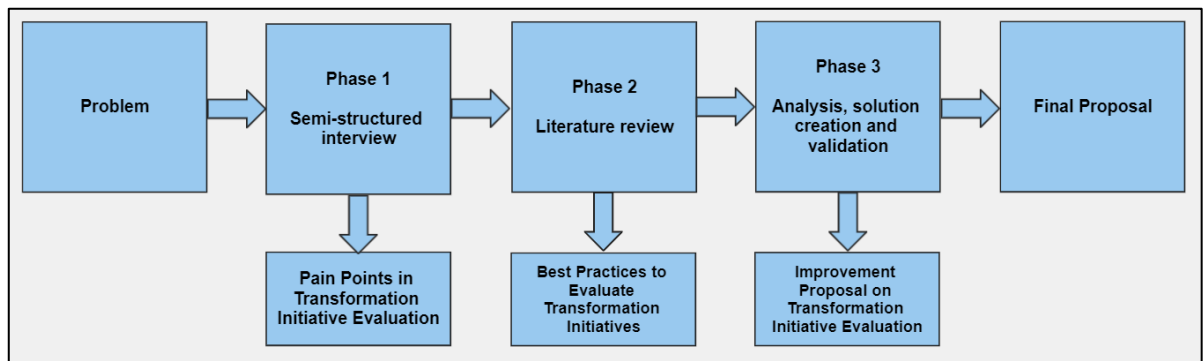 Problem
Phase 1
Semi-structured
interview
Phase 2
Literature review
Phase 3
Analysis, solution
creation and
validation
Final Proposal
Pain Points in
Transformation
Initiative Evaluation
Best Practices to
Evaluate
Transformation
Initiatives
Improvement
Proposal on
Transformation
Initiative Evaluation